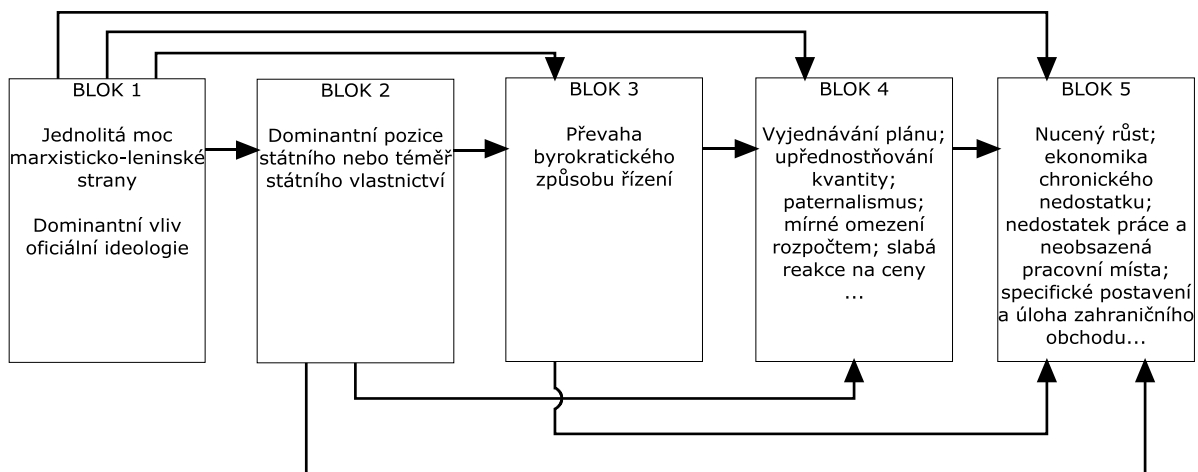 BLOK 1
Jednolitá moc
marxisticko-leninské
strany
Dominantní vliv
oficiální ideologie
BLOK 2
Dominantní pozice
státního nebo téměř
státního vlastnictví
BLOK 3
Převaha
byrokratického
způsobu řízení
BLOK 4
Vyjednávání plánu;
upřednostňování
kvantity;
paternalismus;
mírné omezení
rozpočtem; slabá
reakce na ceny
...
BLOK 5
Nucený růst;
ekonomika
chronického
nedostatku;
nedostatek práce a
neobsazená
pracovní místa;
specifické postavení
a úloha zahraničního
obchodu...